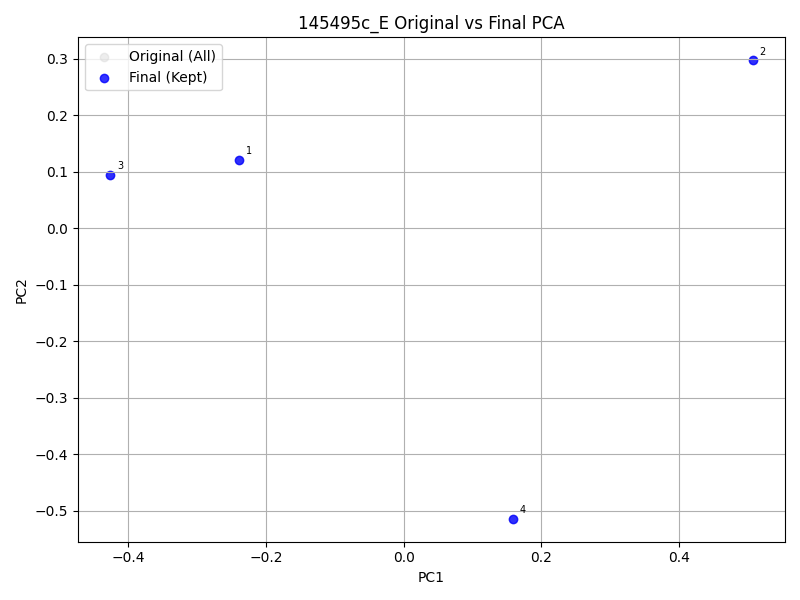 145495c_E Original vs Final PCA
Original (All)
Final (Kept)
2
1
3
4
0.3
0.2
0.1
0.0
−0.1
−0.2
−0.3
−0.4
−0.5
PC2
−0.4 −0.2 0.0 0.2 0.4
PC1